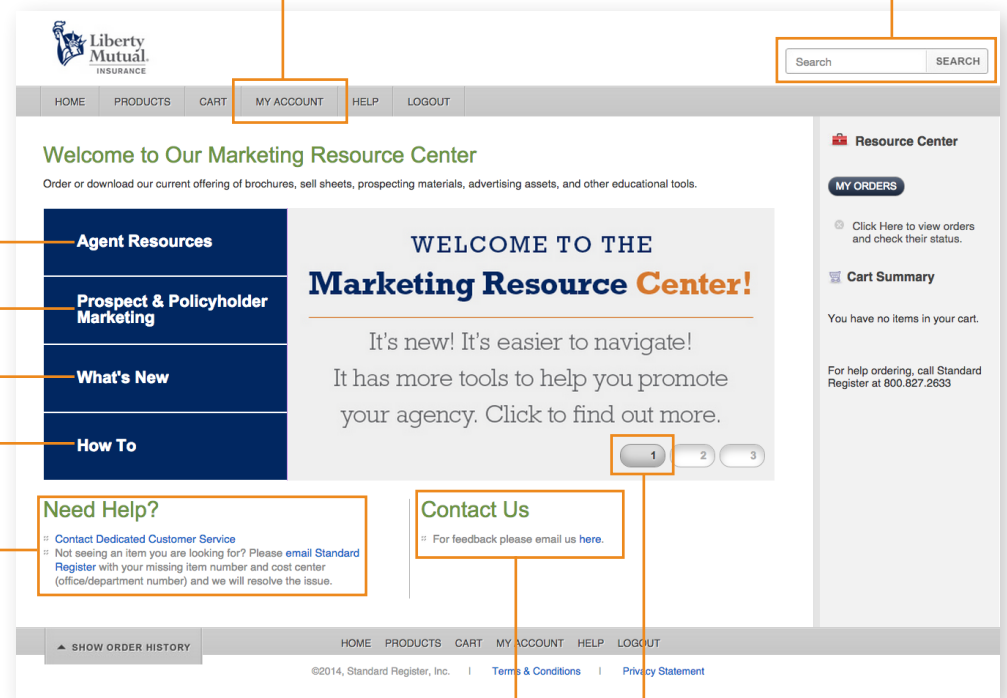 Liberty
Mutual.
INSURANCE
Search
SEARCH
HOME PRODUCTS CART MY ACCOUNT HELP LOGOUT
Welcome to Our Marketing Resource Center
Order or download our current offering of brochures, sell sheets, prospecting materials, advertising assets, and other educational tools.
Agent Resources
Prospect & Policyholder
Marketing
What's New
How To
WELCOME TO THE
Marketing Resource Center!
It's new! It's easier to navigate!
It has more tools to help you promote
your agency. Click to find out more.
1 2 3
Resource Center
MY ORDERS
Click Here to view orders
and check their status.
Cart Summary
You have no items in your cart.
For help ordering, call Standard
Register at 800.827.2633
Need Help?
Contact Dedicated Customer Service
Not seeing an item you are looking for? Please email Standard
Register with your missing item number and cost center
(office/department number) and we will resolve the issue.
Contact Us
For feedback please email us here.
SHOW ORDER HISTORY
HOME PRODUCTS CART MY ACCOUNT HELP LOGOUT
©2014, Standard Register, Inc. | Terms & Conditions | Privacy Statement